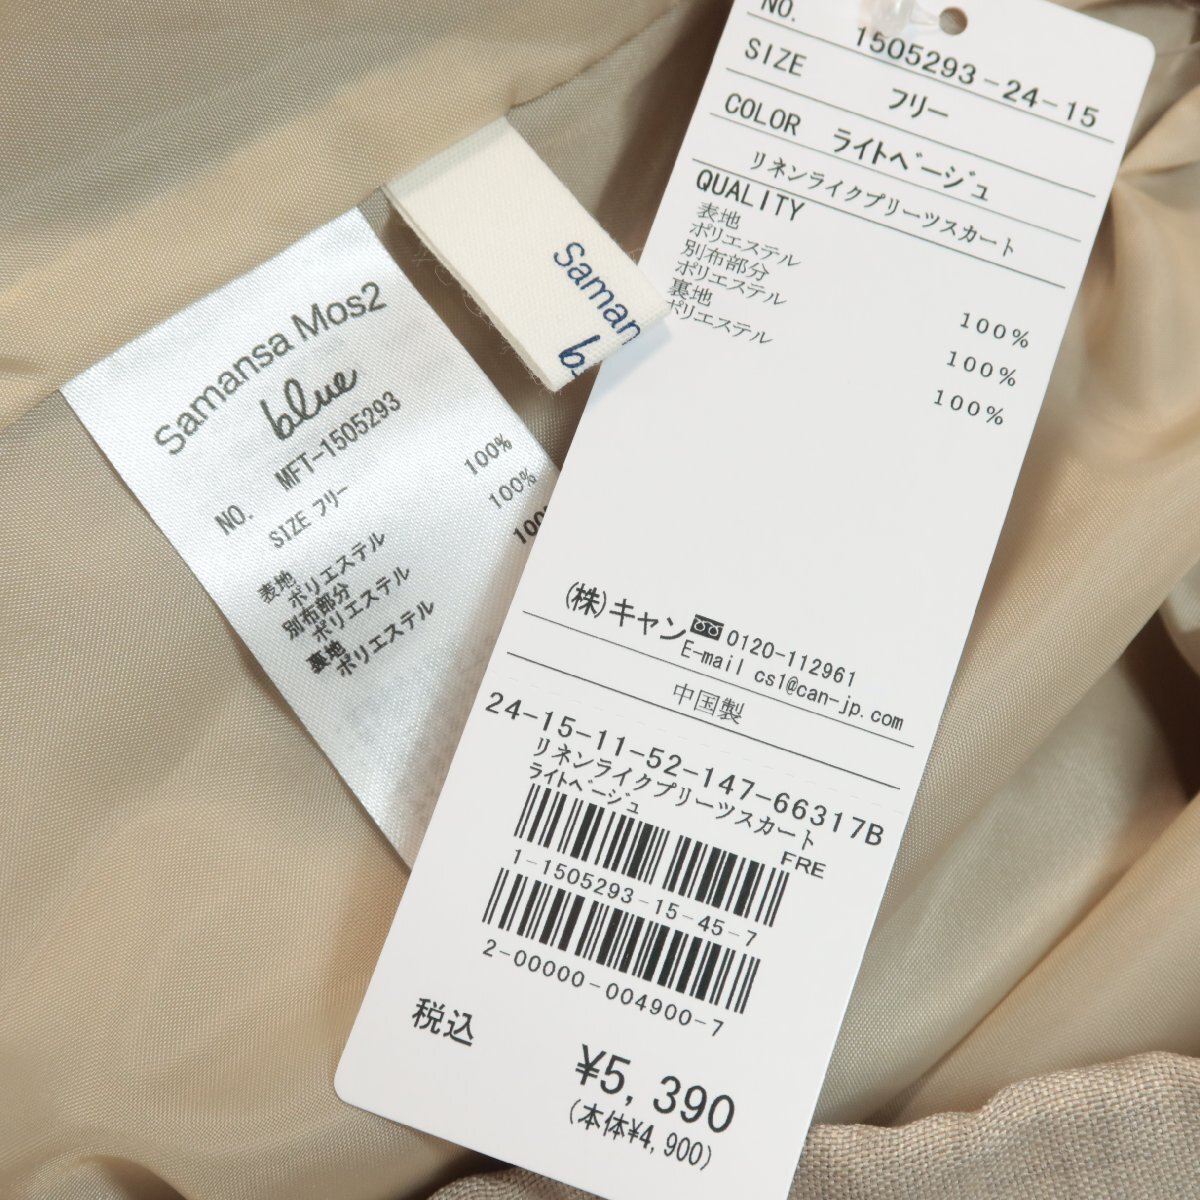 NO. 1505293-24-15
SIZE フリー
COLOR ライトベージュ
リネンライクプリーツスカート
QUALITY
表地
ポリエステル 100%
別布部分
ポリエステル 100%
裏地
ポリエステル 100%
(株)キャン 0120-112961
E-mail cs1@can-jp.com
中国製
24-15-11-52-147-66317B
リネンライクプリーツスカート
ライトベージュ
FRE
1-1505293-15-45-7
2-00000-004900-7
税込
¥5,390
(本体¥4,900)
Samansa Mos2
blue
NO. MFT-1505293
SIZE フリー
表地
ポリエステル 100%
別布部分
ポリエステル 100%
裏地
ポリエステル 100
Saman
b